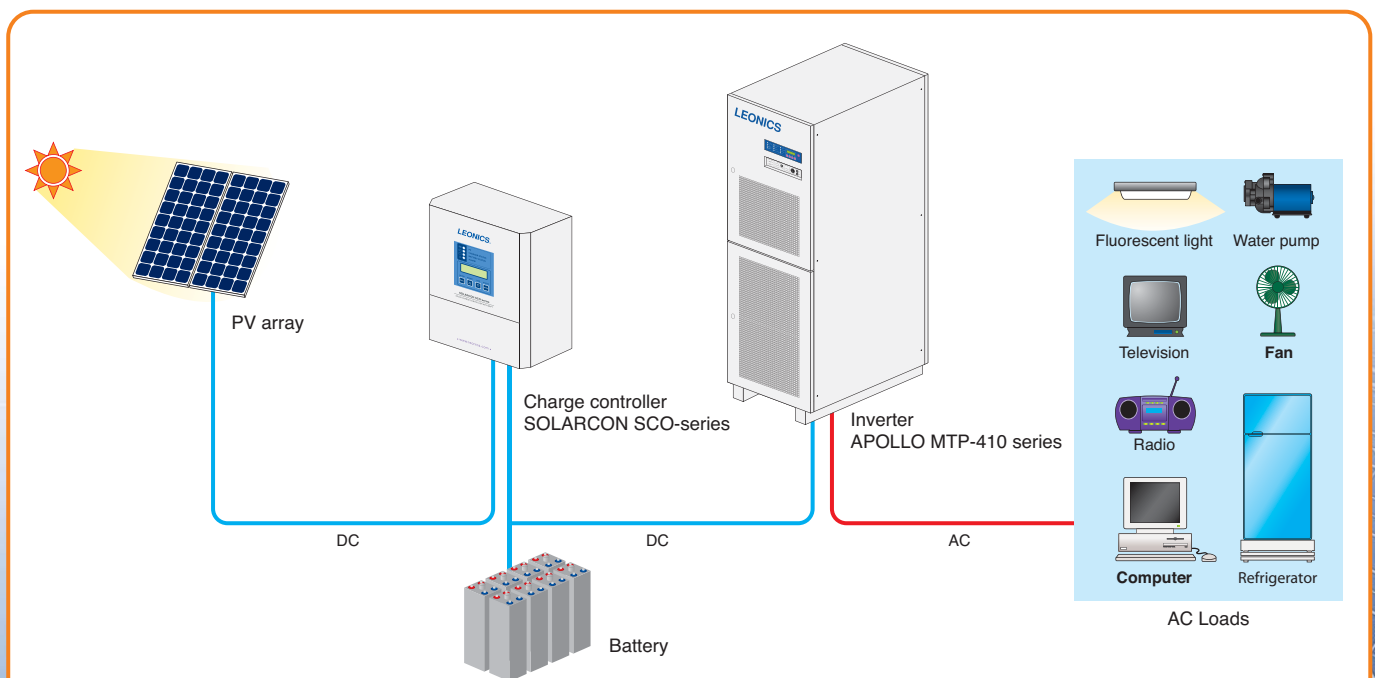 LEONICS
LEONICS
Fluorescent light
Water pump
PV array
Television
Fan
Charge controller
SOLARCON SCO-series
Inverter
APOLLO MTP-410 series
Radio
DC
DC
AC
Computer
Refrigerator
AC Loads
Battery